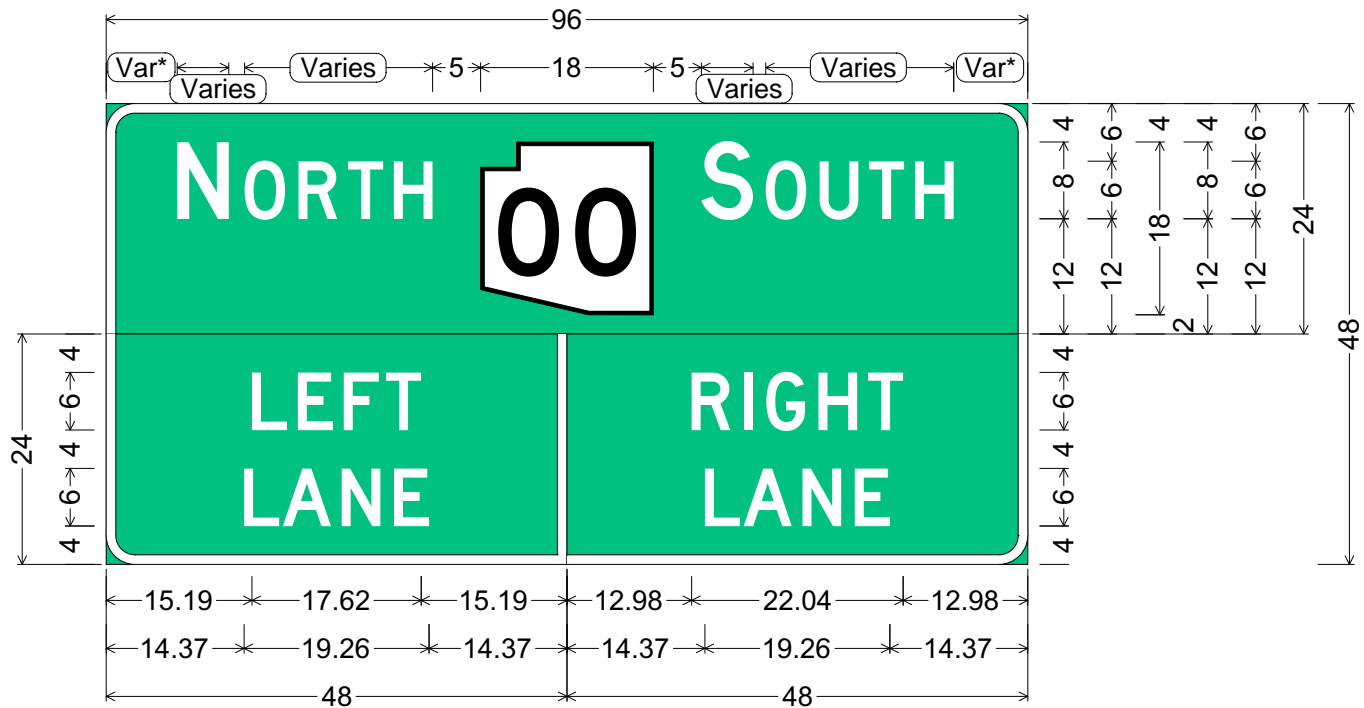 96
Var* Varies 5 18 5 Varies Var*
Varies Varies
NORTH 00 SOUTH
4 6 4 4 6
8 6 18 8 6 24
12 12 12 12
2
48
LEFT RIGHT
LANE LANE
24
4 6 4 6 4
4 6 4 6 4
15.19 17.62 15.19 12.98 22.04 12.98
14.37 19.26 14.37 14.37 19.26 14.37
48 48